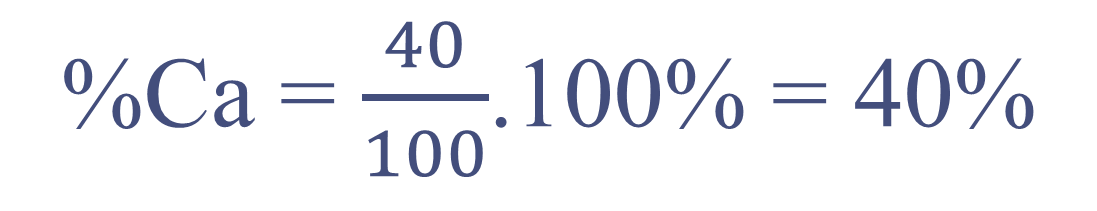 %Ca = 40/100 .100% = 40%